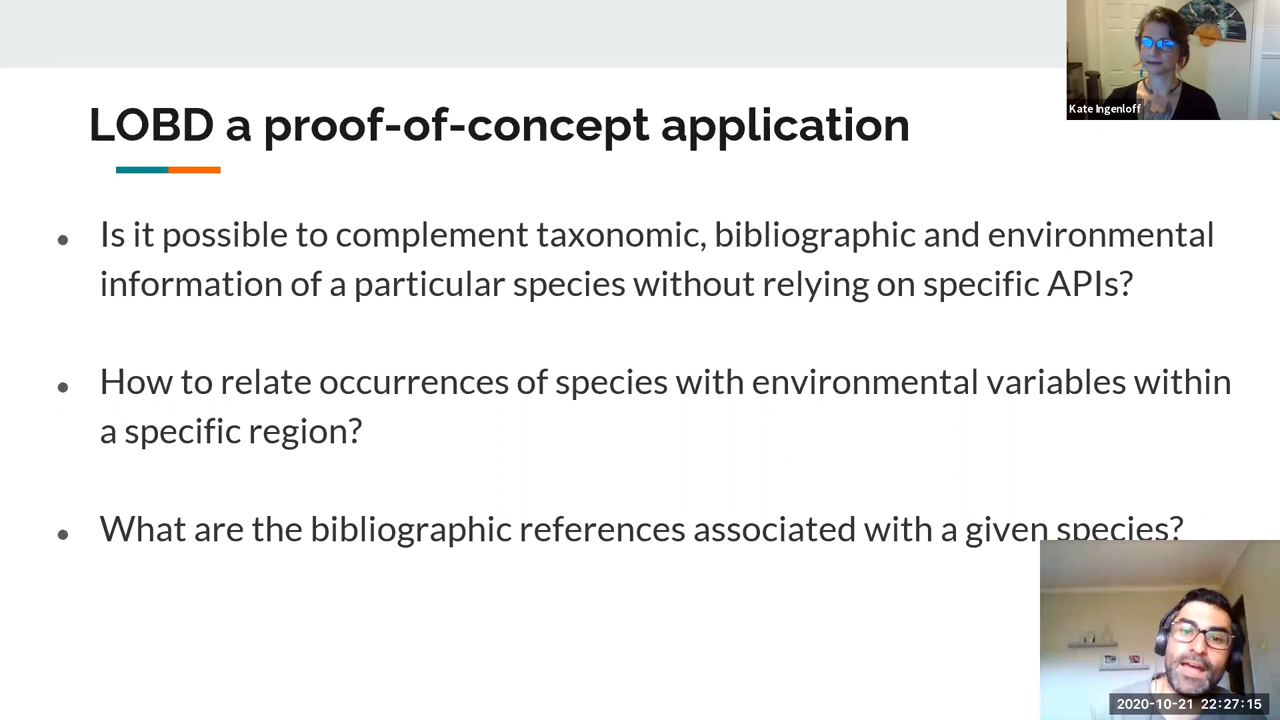 Kate Ingenloff
LOBD a proof-of-concept application
Is it possible to complement taxonomic, bibliographic and environmental
information of a particular species without relying on specific APIs?
How to relate occurrences of species with environmental variables within
a specific region?
What are the bibliographic references associated with a given species?
2020-10-21 22:27:15